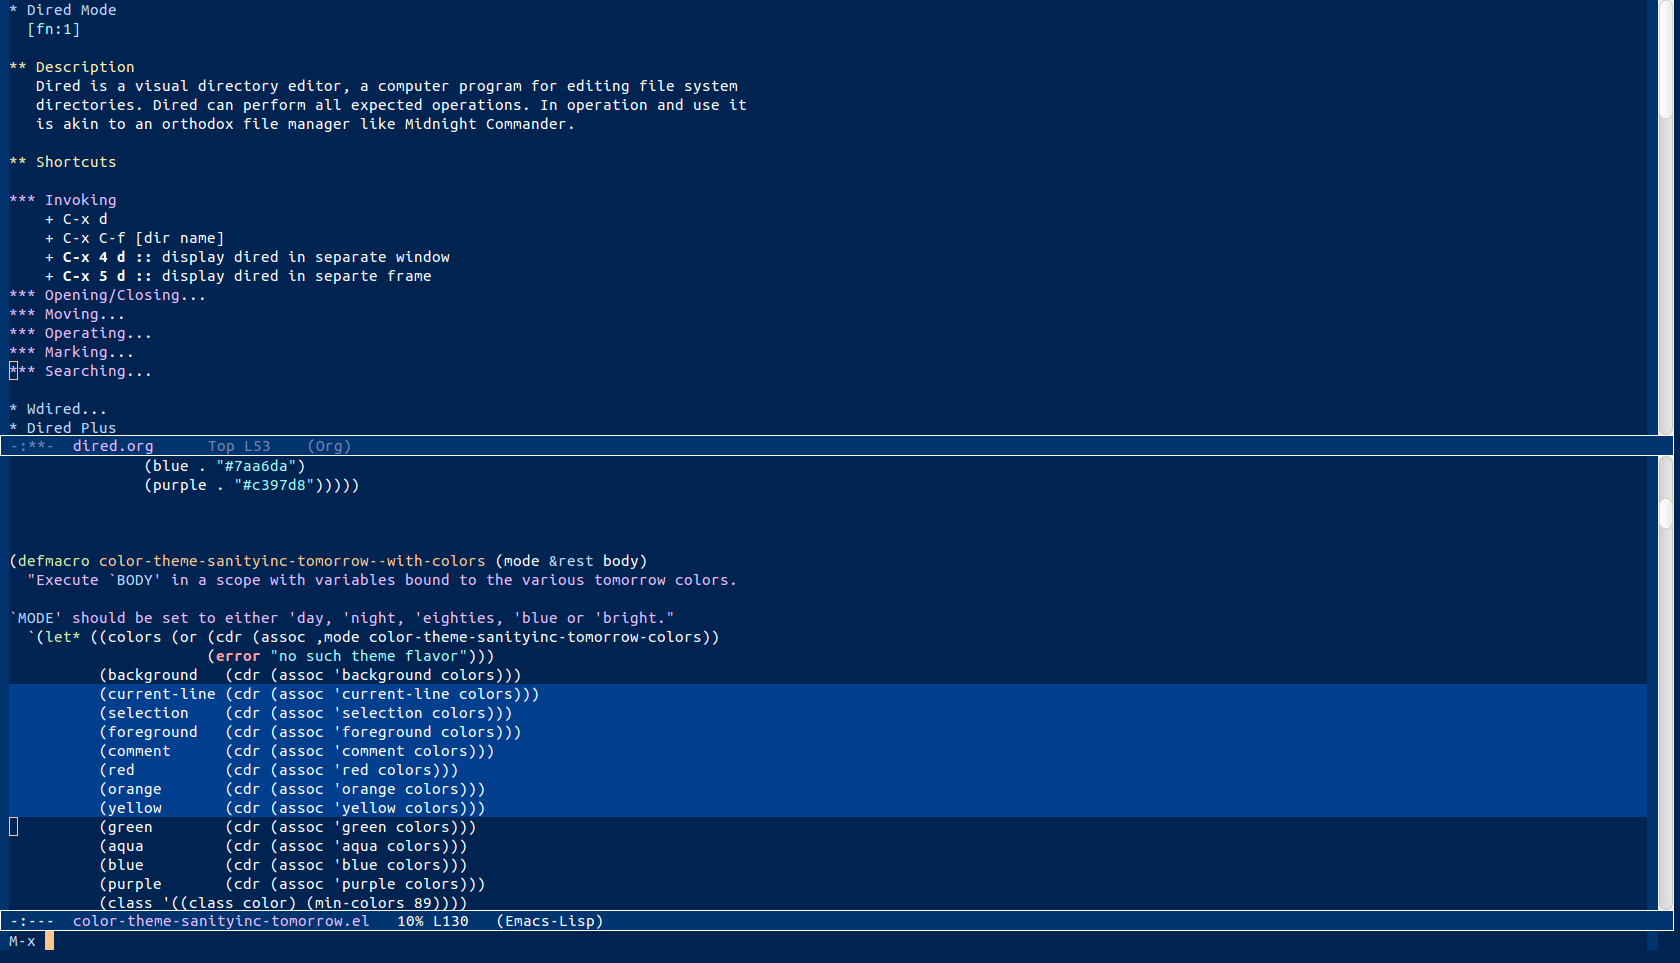 * Dired Mode
  [fn:1]

** Description
   Dired is a visual directory editor, a computer program for editing file system
   directories. Dired can perform all expected operations. In operation and use it
   is akin to an orthodox file manager like Midnight Commander.

** Shortcuts

*** Invoking
    + C-x d
    + C-x C-f [dir name]
    + C-x 4 d :: display dired in separate window
    + C-x 5 d :: display dired in separte frame
*** Opening/Closing...
*** Moving...
*** Operating...
*** Marking...
*** Searching...

* Wdired...
* Dired Plus
-:**-  dired.org      Top L53    (Org)
               (blue . "#7aa6da")
               (purple . "#c397d8")))))

(defmacro color-theme-sanityinc-tomorrow--with-colors (mode &rest body)
  "Execute `BODY' in a scope with variables bound to the various tomorrow colors.

`MODE' should be set to either 'day, 'night, 'eighties, 'blue or 'bright."
  `(let* ((colors (or (cdr (assoc ,mode color-theme-sanityinc-tomorrow-colors))
                      (error "no such theme flavor")))
          (background   (cdr (assoc 'background colors)))
          (current-line (cdr (assoc 'current-line colors)))
          (selection    (cdr (assoc 'selection colors)))
          (foreground   (cdr (assoc 'foreground colors)))
          (comment      (cdr (assoc 'comment colors)))
          (red          (cdr (assoc 'red colors)))
          (orange       (cdr (assoc 'orange colors)))
          (yellow       (cdr (assoc 'yellow colors)))
          (green        (cdr (assoc 'green colors)))
          (aqua         (cdr (assoc 'aqua colors)))
          (blue         (cdr (assoc 'blue colors)))
          (purple       (cdr (assoc 'purple colors)))
          (class '((class color) (min-colors 89))))
-:---  color-theme-sanityinc-tomorrow.el   10% L130   (Emacs-Lisp)
M-x